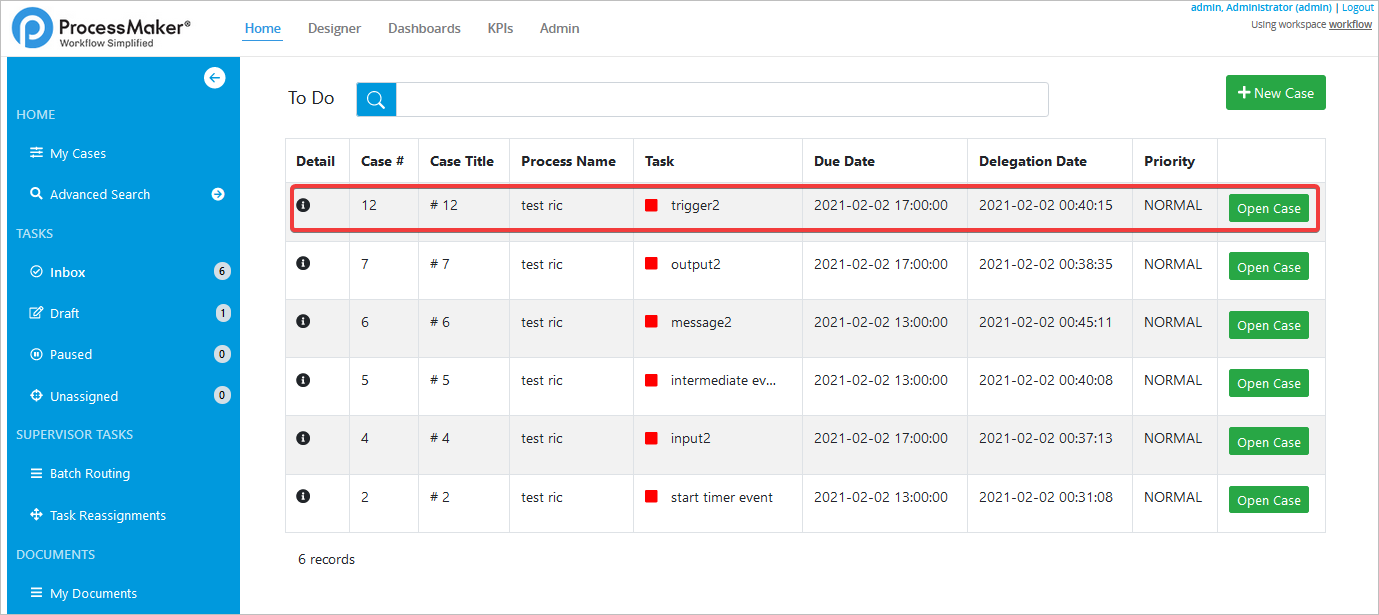 ProcessMaker®
Workflow Simplified
Home Designer Dashboards KPIs Admin
admin, Administrator (admin) | Logout
Using workspace workflow
HOME
My Cases
Advanced Search
TASKS
Inbox 6
Draft 1
Paused 0
Unassigned 0
SUPERVISOR TASKS
Batch Routing
Task Reassignments
DOCUMENTS
My Documents
To Do
+ New Case
Detail Case # Case Title Process Name Task Due Date Delegation Date Priority
12 # 12 test ric trigger2 2021-02-02 17:00:00 2021-02-02 00:40:15 NORMAL Open Case
7 # 7 test ric output2 2021-02-02 17:00:00 2021-02-02 00:38:35 NORMAL Open Case
6 # 6 test ric message2 2021-02-02 13:00:00 2021-02-02 00:45:11 NORMAL Open Case
5 # 5 test ric intermediate ev... 2021-02-02 13:00:00 2021-02-02 00:40:08 NORMAL Open Case
4 # 4 test ric input2 2021-02-02 17:00:00 2021-02-02 00:37:13 NORMAL Open Case
2 # 2 test ric start timer event 2021-02-02 13:00:00 2021-02-02 00:31:08 NORMAL Open Case
6 records